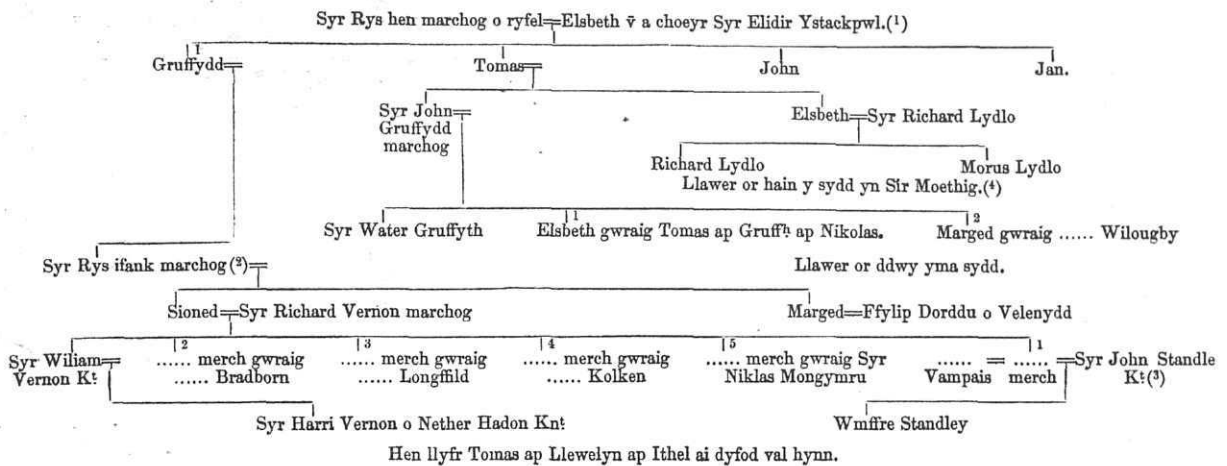 Syr Rys hen marchog o ryfel=Elsbeth v̄ a choeyr Syr Elidir Ystackpwl.(¹)
1
Gruffydd= Tomas= John Jan.
Syr John= Elsbeth=Syr Richard Lydlo
Gruffydd
marchog
Richard Lydlo Morus Lydlo
Llawer or hain y sydd yn Sir Moethig.(⁴)
1 2
Syr Water Gruffyth Elsbeth gwraig Tomas ap Gruffʰ ap Nikolas. Marged gwraig ...... Wilougby
Syr Rys ifank marchog(²)= Llawer or ddwy yma sydd.
Sioned=Syr Richard Vernon marchog Marged=Ffylip Dorddu o Velenydd
2 3 4 5 1
Syr Wiliam= ...... merch gwraig ...... merch gwraig ...... merch gwraig ...... merch gwraig Syr ...... = ...... =Syr John Standle
Vernon Kt. ...... Bradborn ...... Longffild ...... Kolken Niklas Mongymru Vampais merch Kt.(³)
Syr Harri Vernon o Nether Hadon Knt. Wmffre Standley
Hen llyfr Tomas ap Llewelyn ap Ithel ai dyfod val hynn.